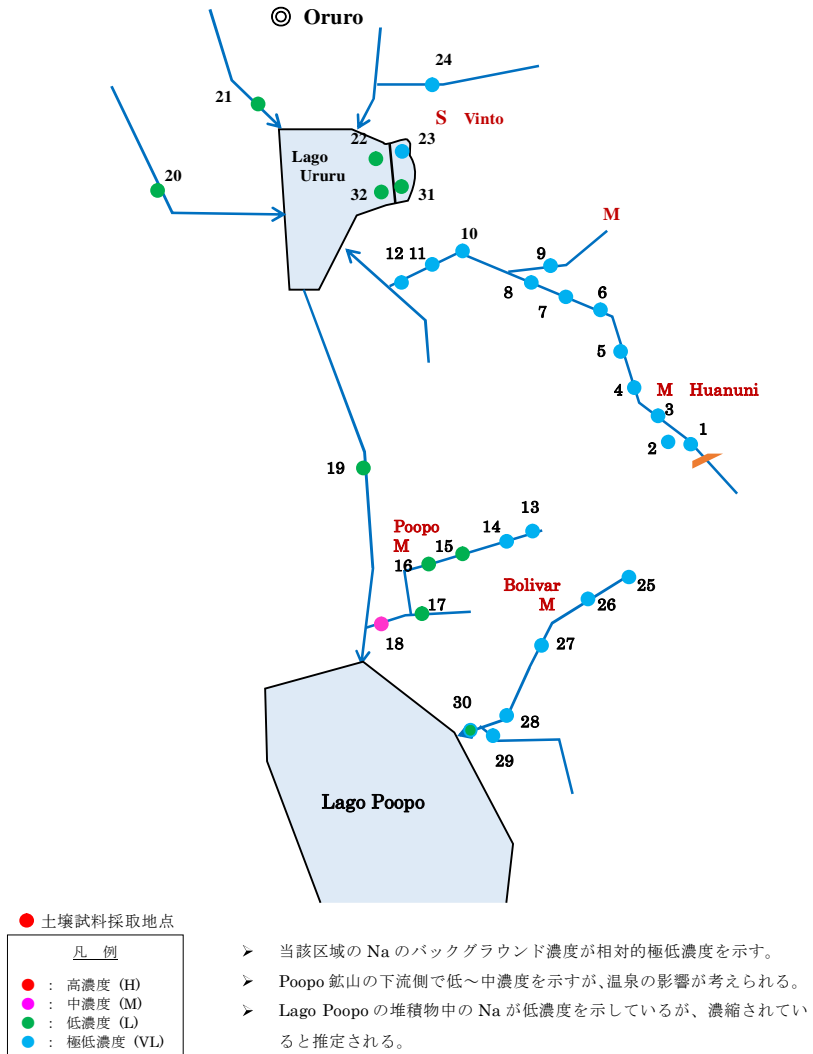 ◎ Oruro
24
21
S Vinto
22
23
Lago
Ururu
20
32
31
M
10
12 11
9
8
7
6
5
4
M Huanuni
3
1
2
19
13
Poopo
M
14
15
16
Bolivar
M
25
26
17
18
27
30
28
29
Lago Poopo
● 土壌試料採取地点
凡 例
● : 高濃度 (H)
● : 中濃度 (M)
● : 低濃度 (L)
● : 極低濃度 (VL)
➢ 当該区域の Na のバックグラウンド濃度が相対的極低濃度を示す。
➢ Poopo 鉱山の下流側で低～中濃度を示すが、温泉の影響が考えられる。
➢ Lago Poopo の堆積物中の Na が低濃度を示しているが、濃縮されてい
ると推定される。